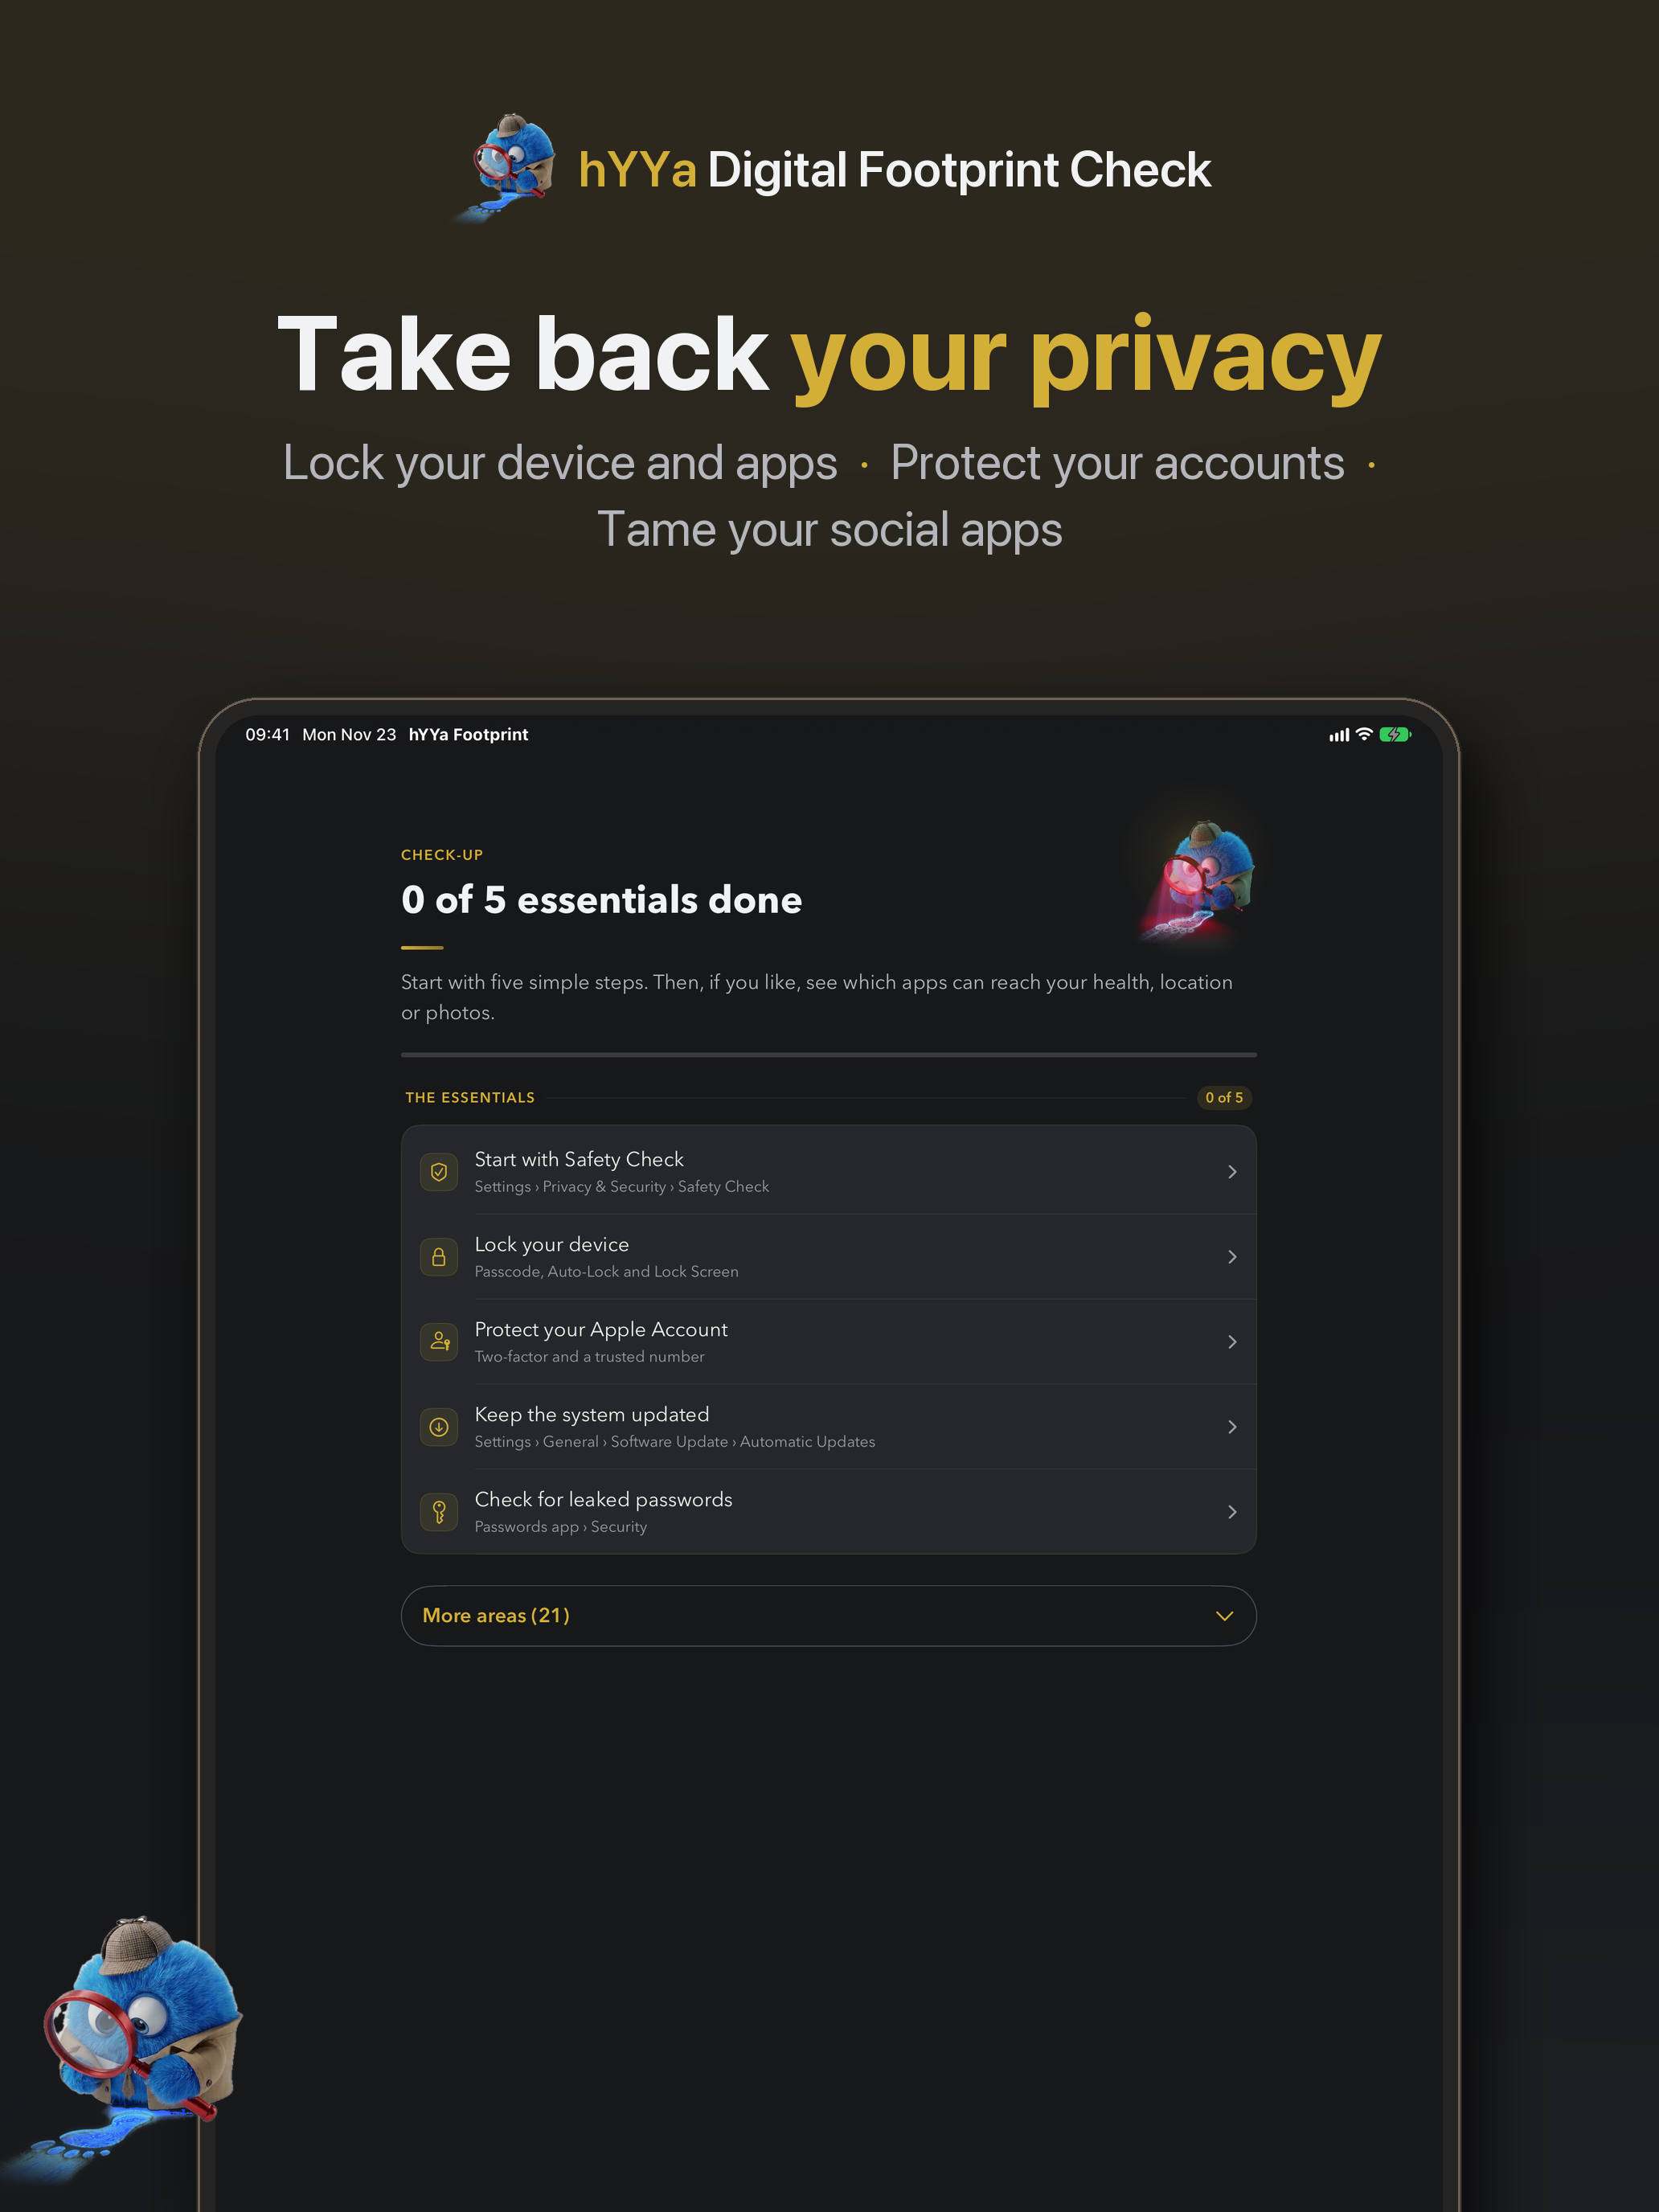 hYYa Digital Footprint Check
Take back your privacy
Lock your device and apps · Protect your accounts ·
Tame your social apps
09:41 Mon Nov 23 hYYa Footprint
CHECK-UP
0 of 5 essentials done
Start with five simple steps. Then, if you like, see which apps can reach your health, location
or photos.
THE ESSENTIALS 0 of 5
Start with Safety Check
Settings › Privacy & Security › Safety Check
Lock your device
Passcode, Auto-Lock and Lock Screen
Protect your Apple Account
Two-factor and a trusted number
Keep the system updated
Settings › General › Software Update › Automatic Updates
Check for leaked passwords
Passwords app › Security
More areas (21)